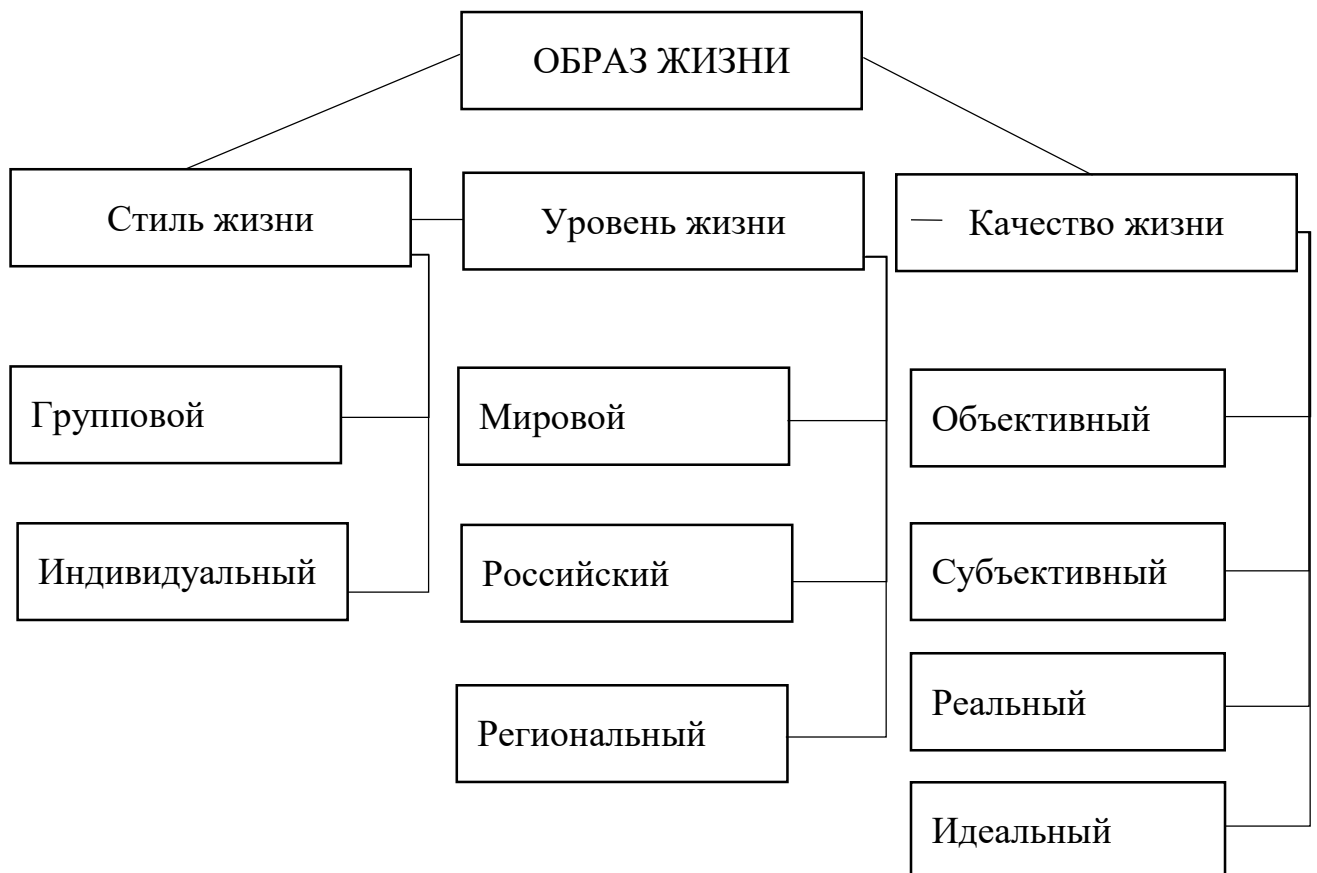 ОБРАЗ ЖИЗНИ
Стиль жизни
Уровень жизни
Качество жизни
Групповой
Мировой
Объективный
Индивидуальный
Российский
Субъективный
Региональный
Реальный
Идеальный